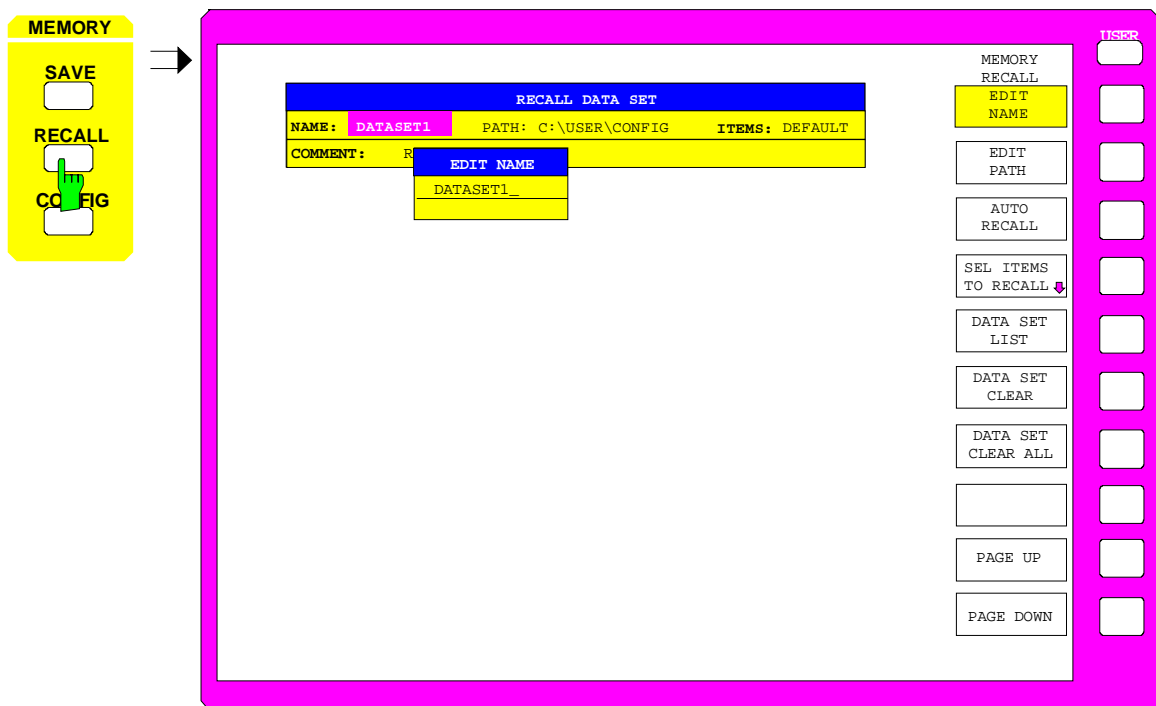 MEMORY
SAVE
RECALL
CO FIG
USER
MEMORY
RECALL
RECALL DATA SET
NAME: DATASET1 PATH: C:\USER\CONFIG ITEMS: DEFAULT
COMMENT: R
EDIT NAME
DATASET1_
EDIT
NAME
EDIT
PATH
AUTO
RECALL
SEL ITEMS
TO RECALL
DATA SET
LIST
DATA SET
CLEAR
DATA SET
CLEAR ALL
PAGE UP
PAGE DOWN